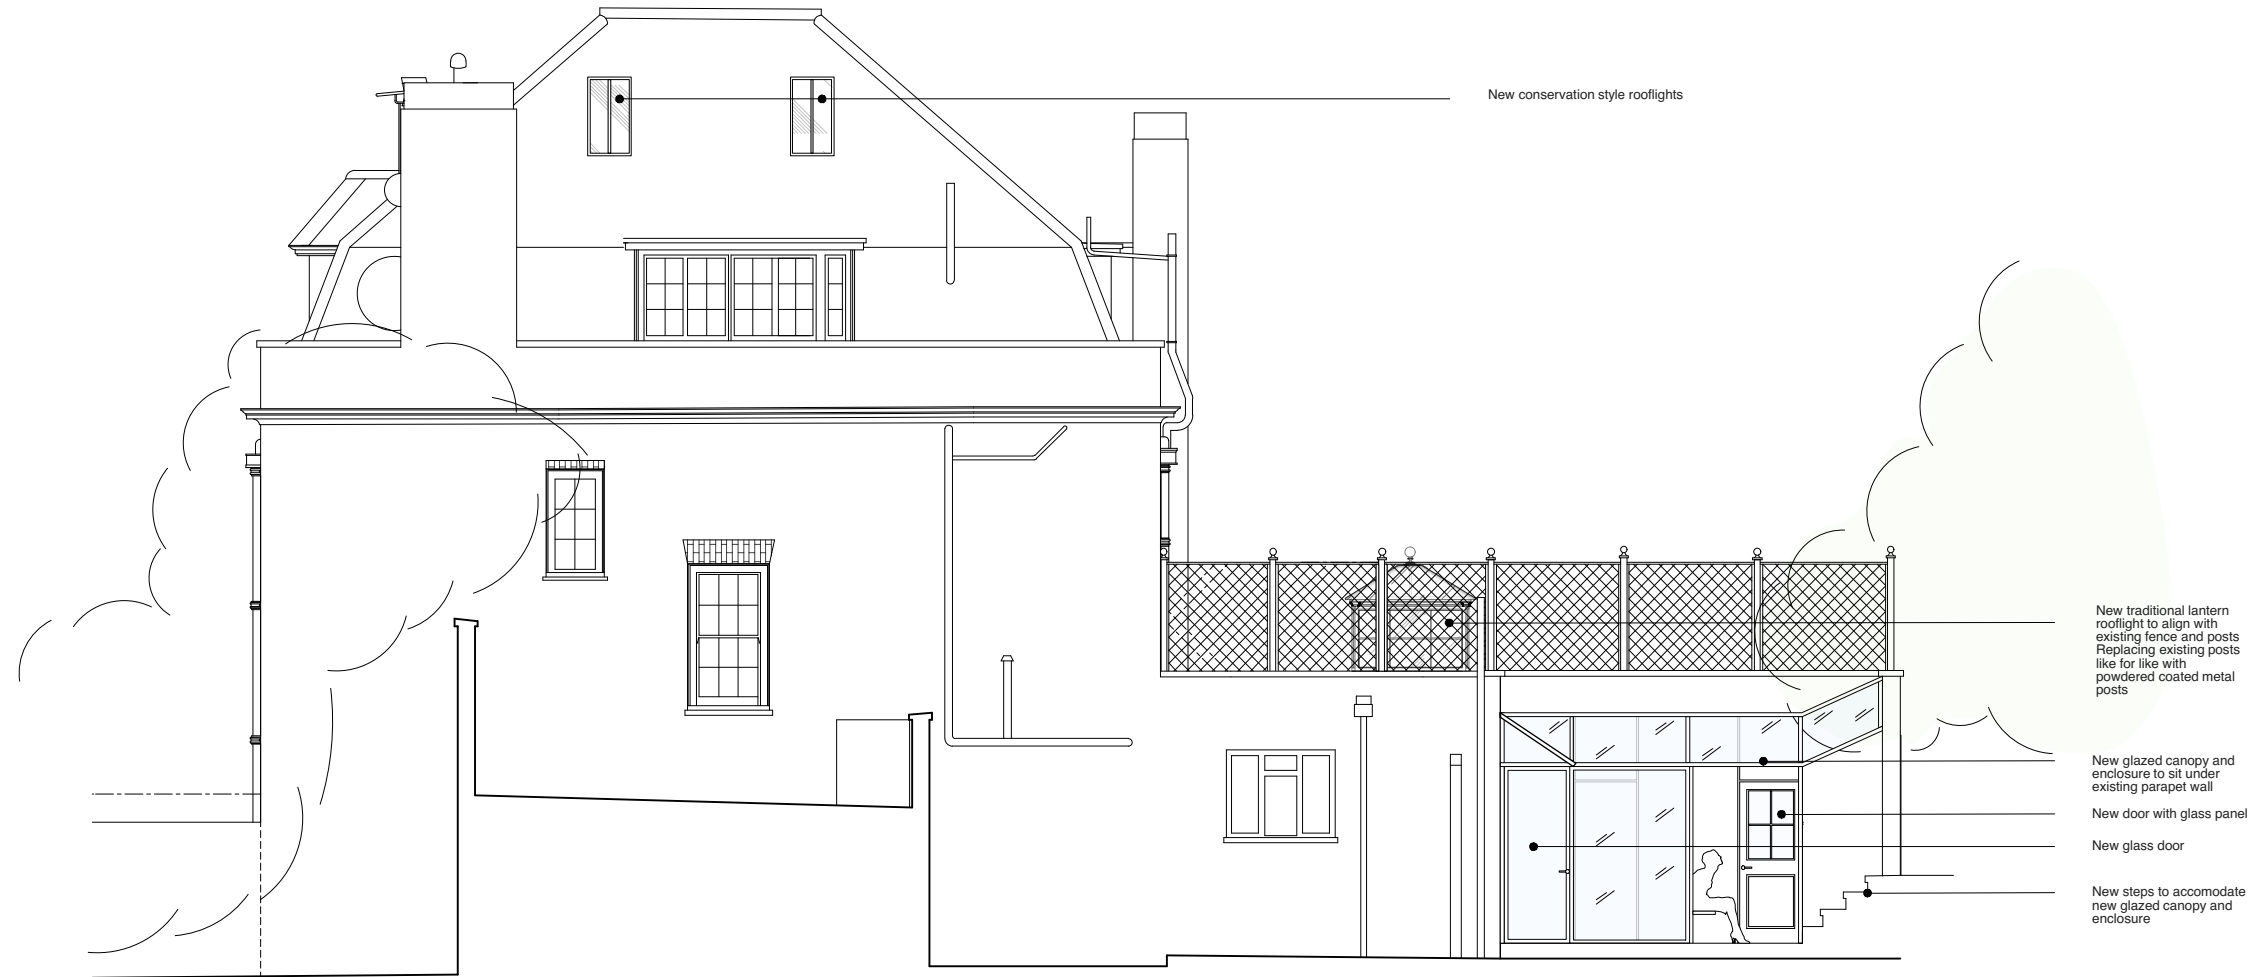 New conservation style rooflights
New traditional lantern
rooflight to align with
existing fence and posts
Replacing existing posts
like for like with
powdered coated metal
posts
New glazed canopy and
enclosure to sit under
existing parapet wall
New door with glass panel
New glass door
New steps to accomodate
new glazed canopy and
enclosure